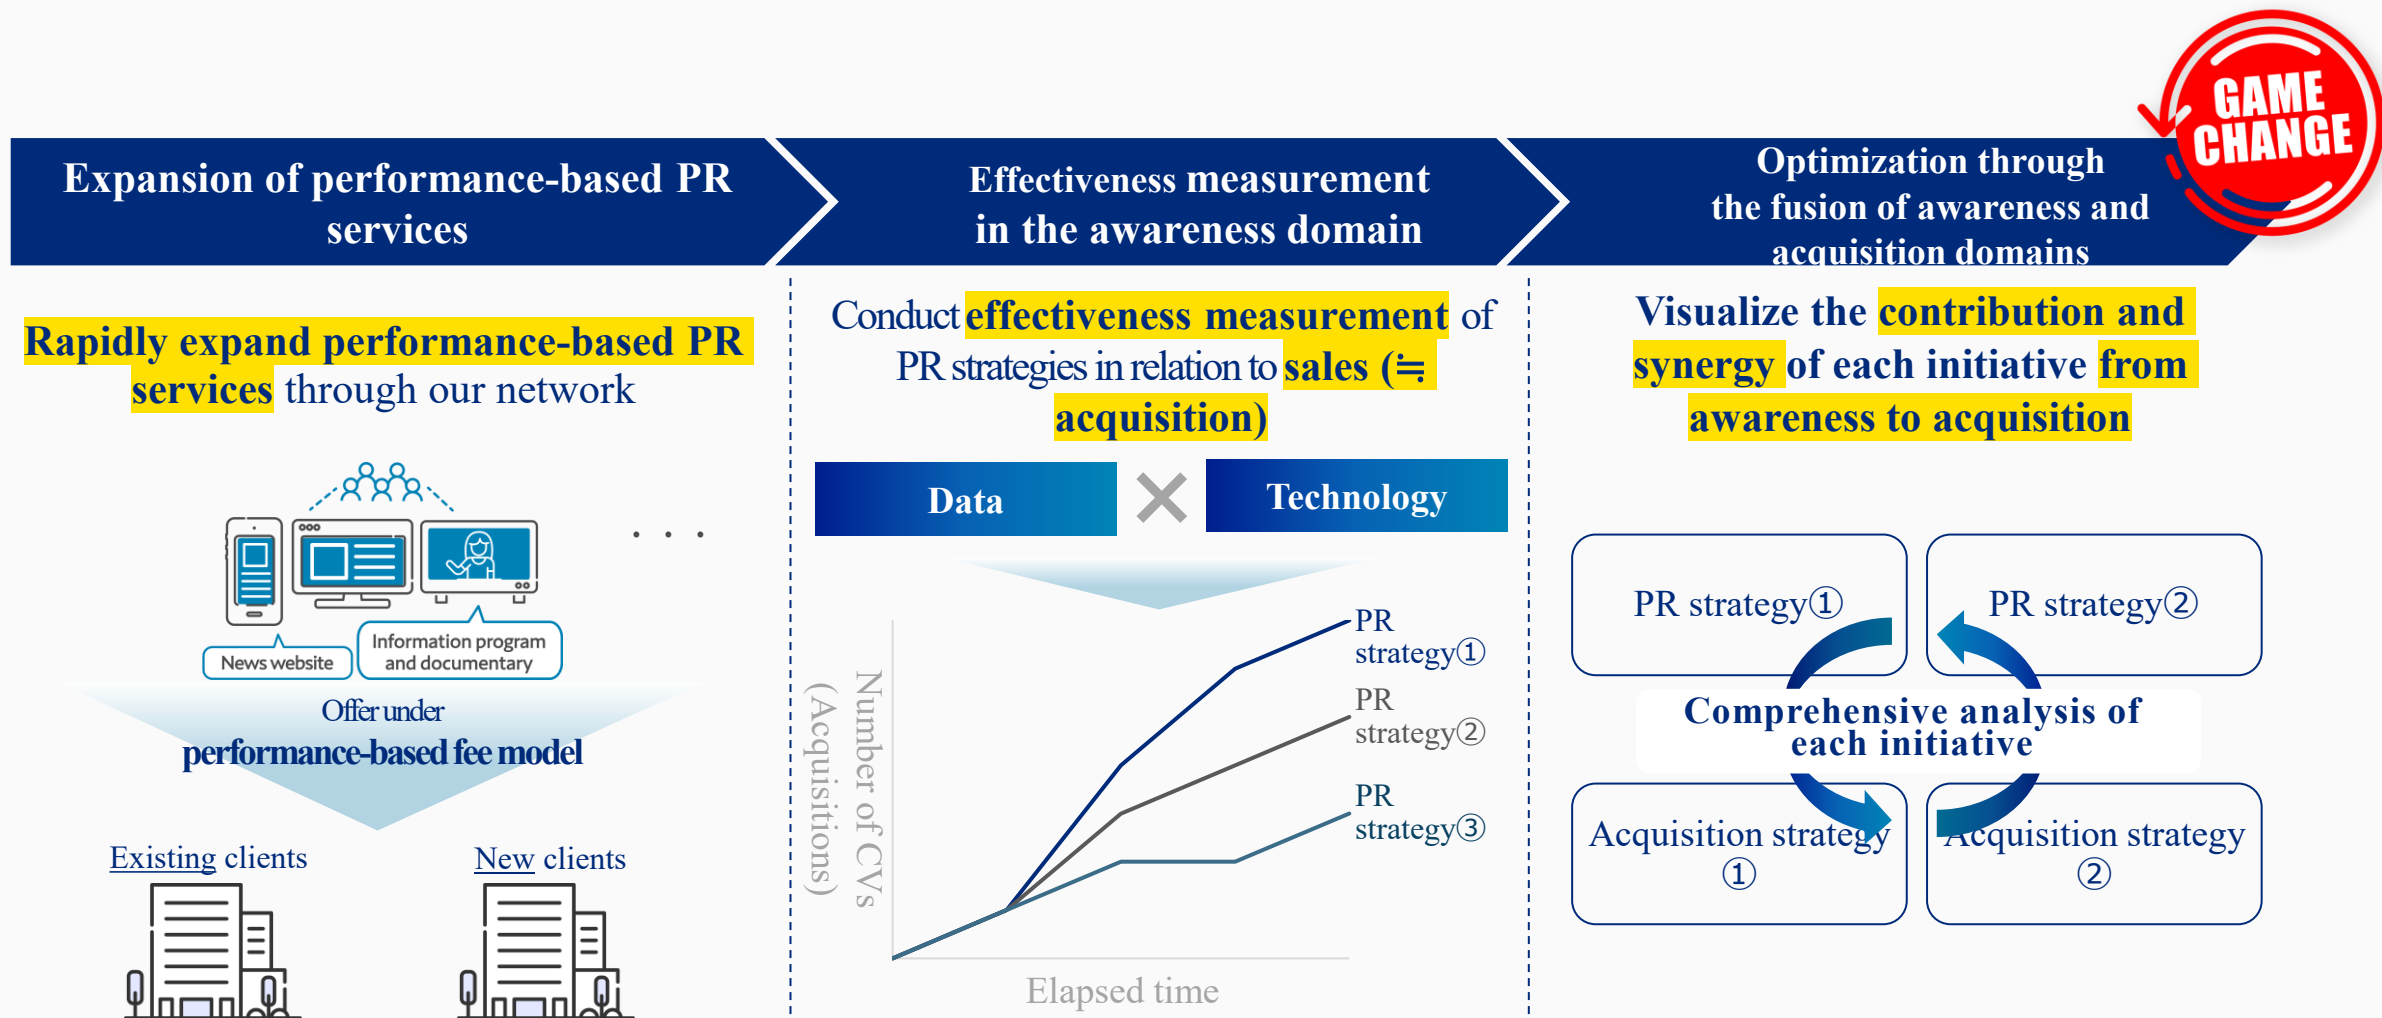 GAME
CHANGE
Expansion of performance-based PR
services
Effectiveness measurement
in the awareness domain
Optimization through
the fusion of awareness and
acquisition domains
Rapidly expand performance-based PR
services through our network
News website
Information program
and documentary
. . .
Offer under
performance-based fee model
Existing clients
New clients
Conduct effectiveness measurement of
PR strategies in relation to sales (≒
acquisition)
Data
×
Technology
Number of CVs
(Acquisitions)
PR
strategy①
PR
strategy②
PR
strategy③
Elapsed time
Visualize the contribution and
synergy of each initiative from
awareness to acquisition
PR strategy①
PR strategy②
Comprehensive analysis of
each initiative
Acquisition strategy
①
Acquisition strategy
②